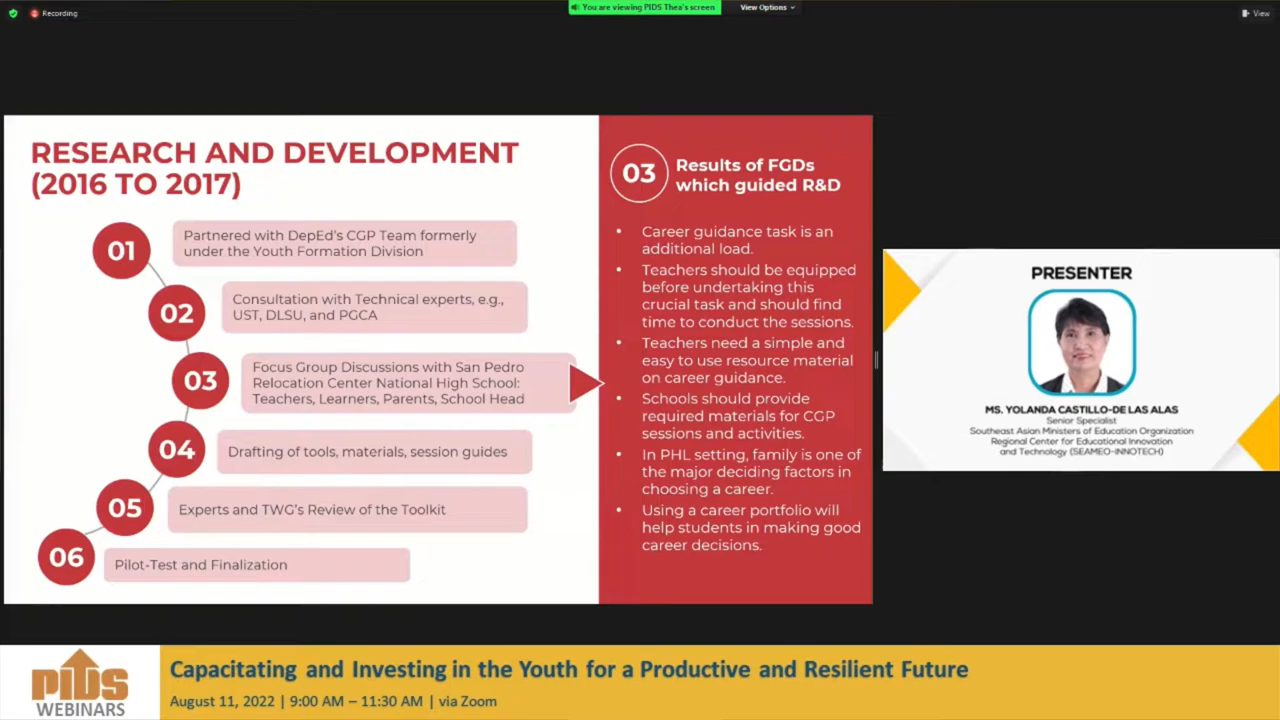 Recording
You are viewing PIDS Thea's screen
View Options
View
RESEARCH AND DEVELOPMENT
(2016 TO 2017)
01
Partnered with DepEd's CGP Team formerly
under the Youth Formation Division
02
Consultation with Technical experts, e.g.,
UST, DLSU, and PGCA
03
Focus Group Discussions with San Pedro
Relocation Center National High School:
Teachers, Learners, Parents, School Head
04
Drafting of tools, materials, session guides
05
Experts and TWG's Review of the Toolkit
06
Pilot-Test and Finalization
03
Results of FGDs
which guided R&D
• Career guidance task is an
additional load.
• Teachers should be equipped
before undertaking this
crucial task and should find
time to conduct the sessions.
• Teachers need a simple and
easy to use resource material
on career guidance.
• Schools should provide
required materials for CGP
sessions and activities.
• In PHL setting, family is one of
the major deciding factors in
choosing a career.
• Using a career portfolio will
help students in making good
career decisions.
PRESENTER
MS. YOLANDA CASTILLO-DE LAS ALAS
Senior Specialist
Southeast Asian Ministers of Education Organization
Regional Center for Educational Innovation
and Technology (SEAMEO-INNOTECH)
PIDS
WEBINARS
Capacitating and Investing in the Youth for a Productive and Resilient Future
August 11, 2022 | 9:00 AM – 11:30 AM | via Zoom